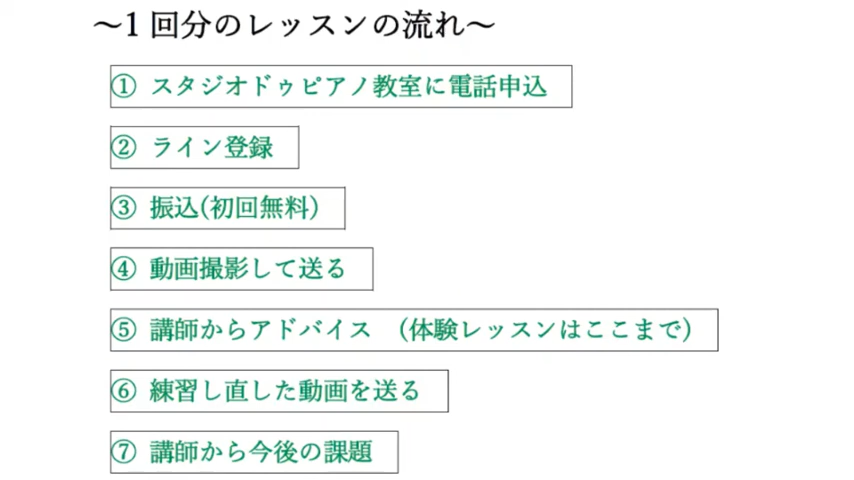 ～1 回分のレッスンの流れ～
① スタジオドゥピアノ教室に電話申込
② ライン登録
③ 振込(初回無料)
④ 動画撮影して送る
⑤ 講師からアドバイス （体験レッスンはここまで）
⑥ 練習し直した動画を送る
⑦ 講師から今後の課題